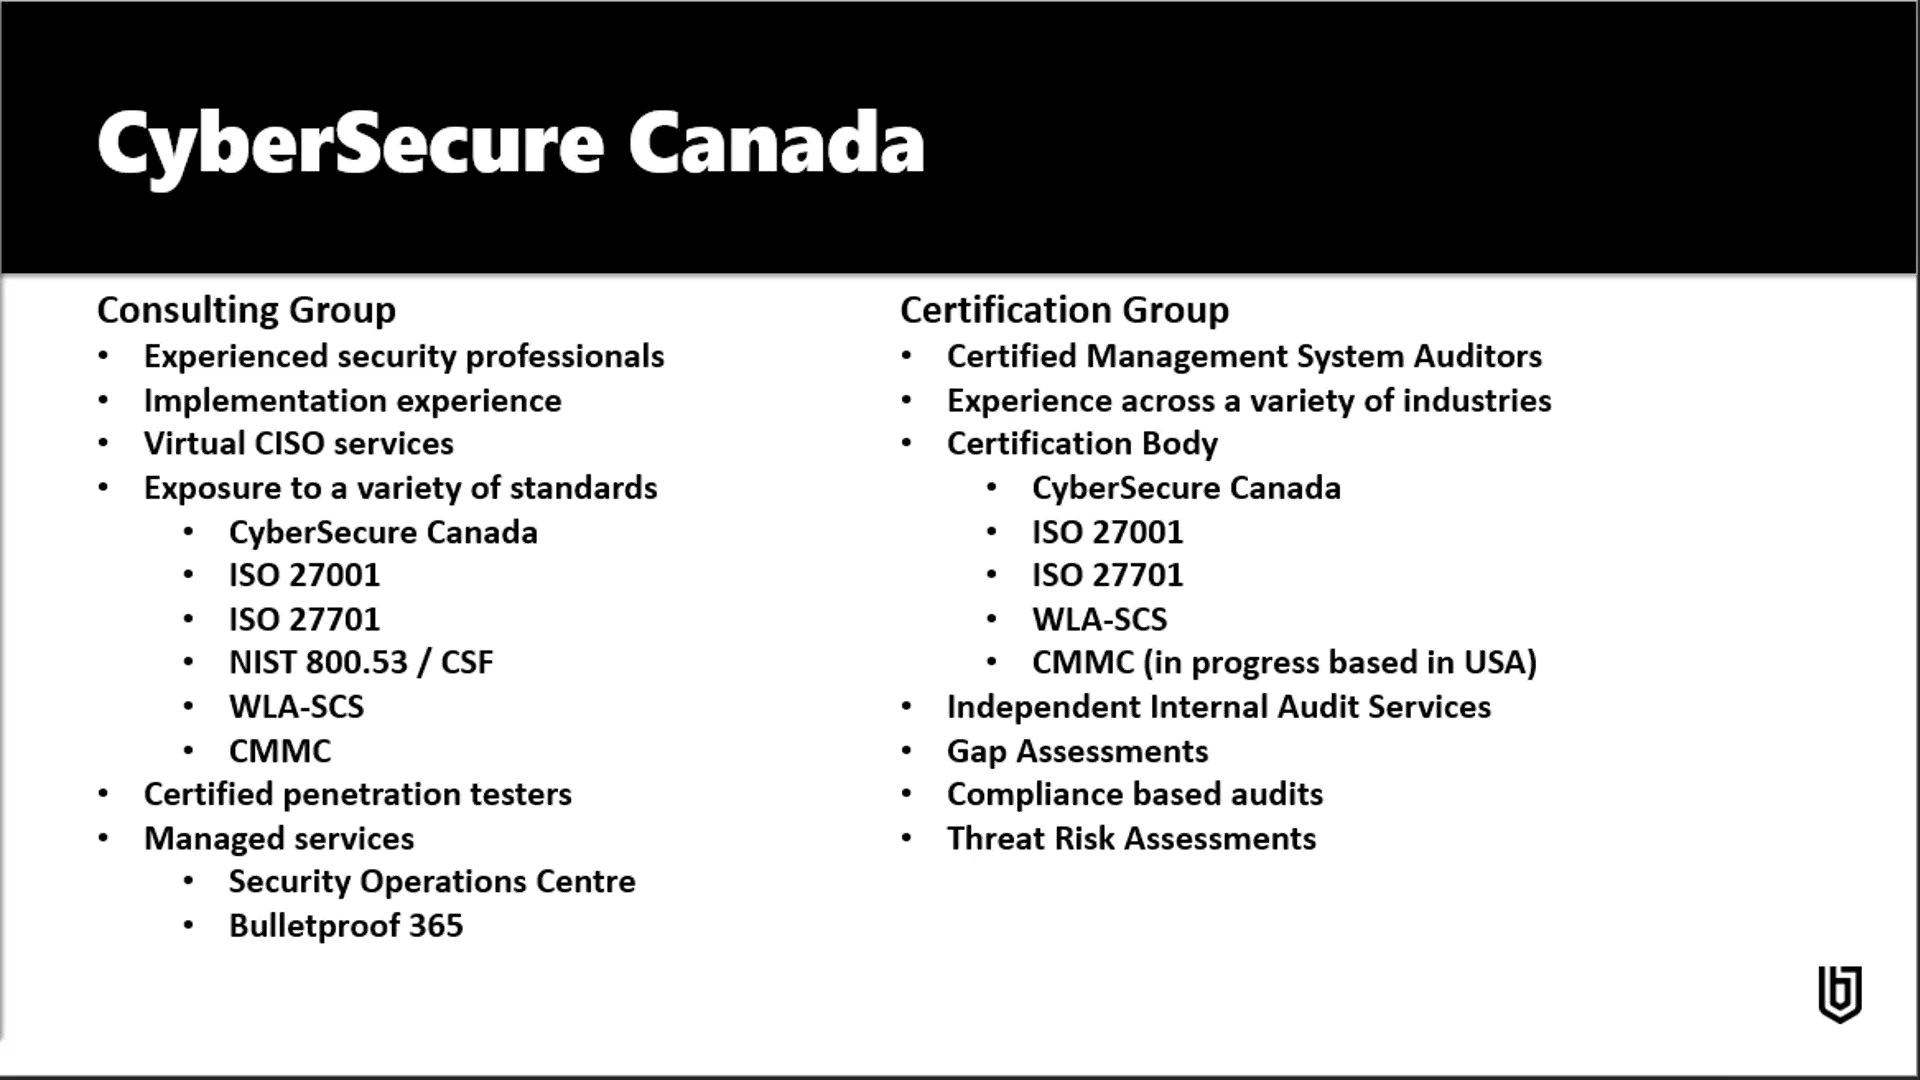 CyberSecure Canada
Consulting Group
• Experienced security professionals
• Implementation experience
• Virtual CISO services
• Exposure to a variety of standards
• CyberSecure Canada
• ISO 27001
• ISO 27701
• NIST 800.53 / CSF
• WLA-SCS
• CMMC
• Certified penetration testers
• Managed services
• Security Operations Centre
• Bulletproof 365
Certification Group
• Certified Management System Auditors
• Experience across a variety of industries
• Certification Body
• CyberSecure Canada
• ISO 27001
• ISO 27701
• WLA-SCS
• CMMC (in progress based in USA)
• Independent Internal Audit Services
• Gap Assessments
• Compliance based audits
• Threat Risk Assessments